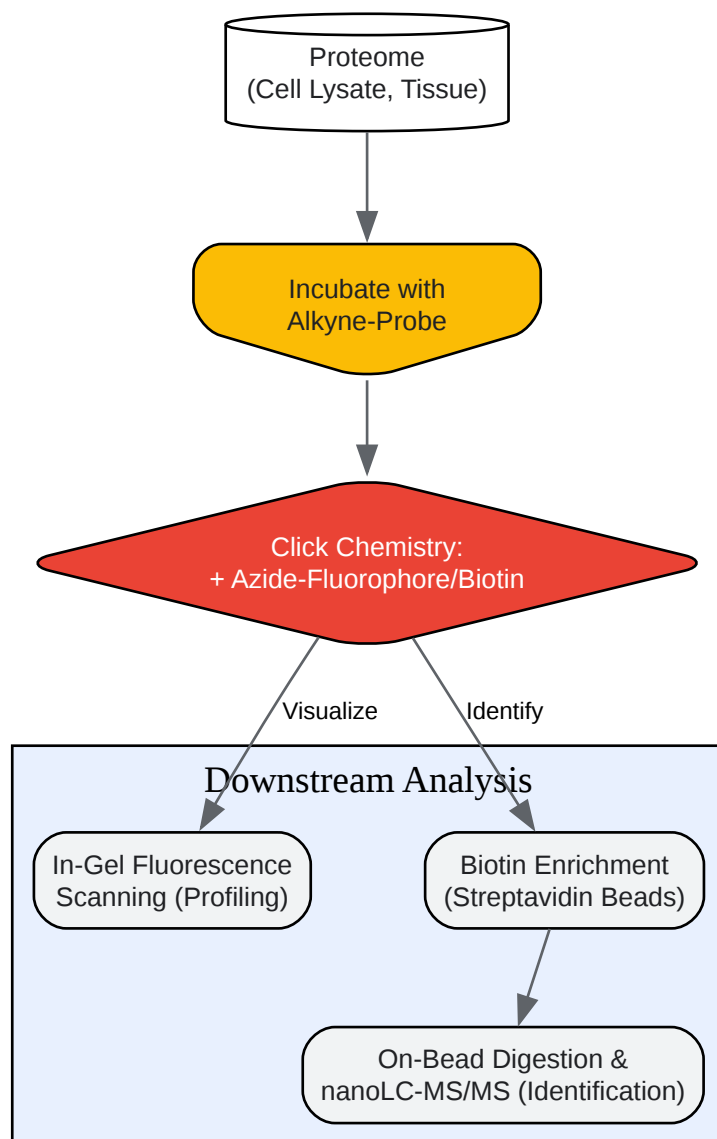 Proteome
(Cell Lysate, Tissue)
Incubate with
Alkyne-Probe
Click Chemistry:
+ Azide-Fluorophore/Biotin
Visualize
Identify
Downstream Analysis
In-Gel Fluorescence
Scanning (Profiling)
Biotin Enrichment
(Streptavidin Beads)
On-Bead Digestion &
nanoLC-MS/MS (Identification)